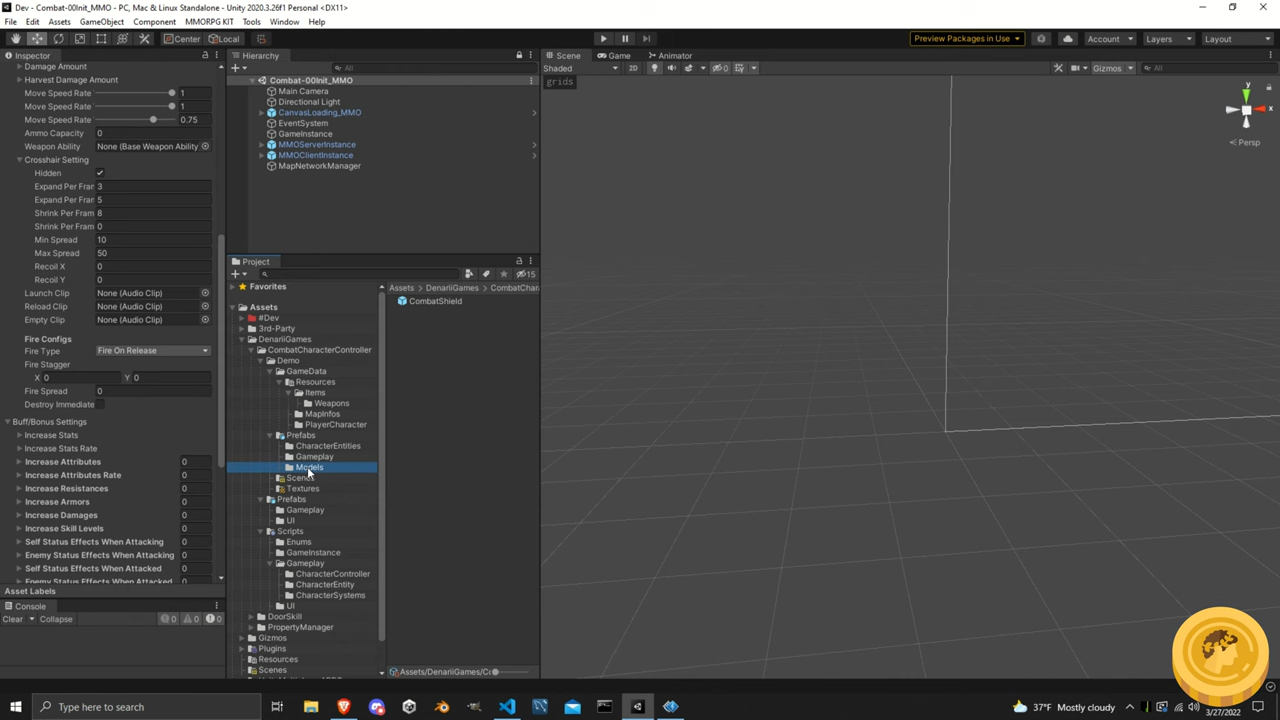 Dev - Combat-00Init_MMO - PC, Mac & Linux Standalone - Unity 2020.3.26f1 Personal <DX11>
File Edit Assets GameObject Component MMORPG KIT Tools Window Help
Center Local Preview Packages in Use Account Layers Layout
Inspector
Damage Amount
Harvest Damage Amount
Move Speed Rate 1
Move Speed Rate 1
Move Speed Rate 0.75
Ammo Capacity 0
Weapon Ability None (Base Weapon Ability
Crosshair Setting
Hidden
Expand Per Fram 3
Expand Per Fram 5
Shrink Per Fram 8
Shrink Per Fram 0
Min Spread 10
Max Spread 50
Recoil X 0
Recoil Y 0
Launch Clip None (Audio Clip)
Reload Clip None (Audio Clip)
Empty Clip None (Audio Clip)
Fire Configs
Fire Type Fire On Release
Fire Stagger
X 0 Y 0
Fire Spread 0
Destroy Immediate
Buff/Bonus Settings
Increase Stats
Increase Stats Rate
Increase Attributes 0
Increase Attributes Rate 0
Increase Resistances 0
Increase Armors 0
Increase Damages 0
Increase Skill Levels 0
Self Status Effects When Attacking 0
Enemy Status Effects When Attacking 0
Self Status Effects When Attacked 0
Enemy Status Effects When Attacked 0
Asset Labels
Console
Clear Collapse 0 0 0
Hierarchy
All
Combat-00Init_MMO
Main Camera
Directional Light
CanvasLoading_MMO
EventSystem
GameInstance
MMOServerInstance
MMOClientInstance
MapNetworkManager
Project
15
Favorites
Assets
#Dev
3rd-Party
DenariiGames
CombatCharacterController
Demo
GameData
Resources
Items
Weapons
MapInfos
PlayerCharacter
Prefabs
CharacterEntities
Gameplay
Models
Scenes
Textures
Prefabs
Gameplay
UI
Scripts
Enums
GameInstance
Gameplay
CharacterController
CharacterEntity
CharacterSystems
UI
DoorSkill
PropertyManager
Gizmos
Plugins
Resources
Scenes
Assets DenariiGames CombatChar
CombatShield
Assets/DenariiGames/C
Scene Game Animator
Shaded 2D 0 Gizmos All
grids
y
x
Persp
Type here to search
37°F Mostly cloudy
7:00 PM
3/27/2022